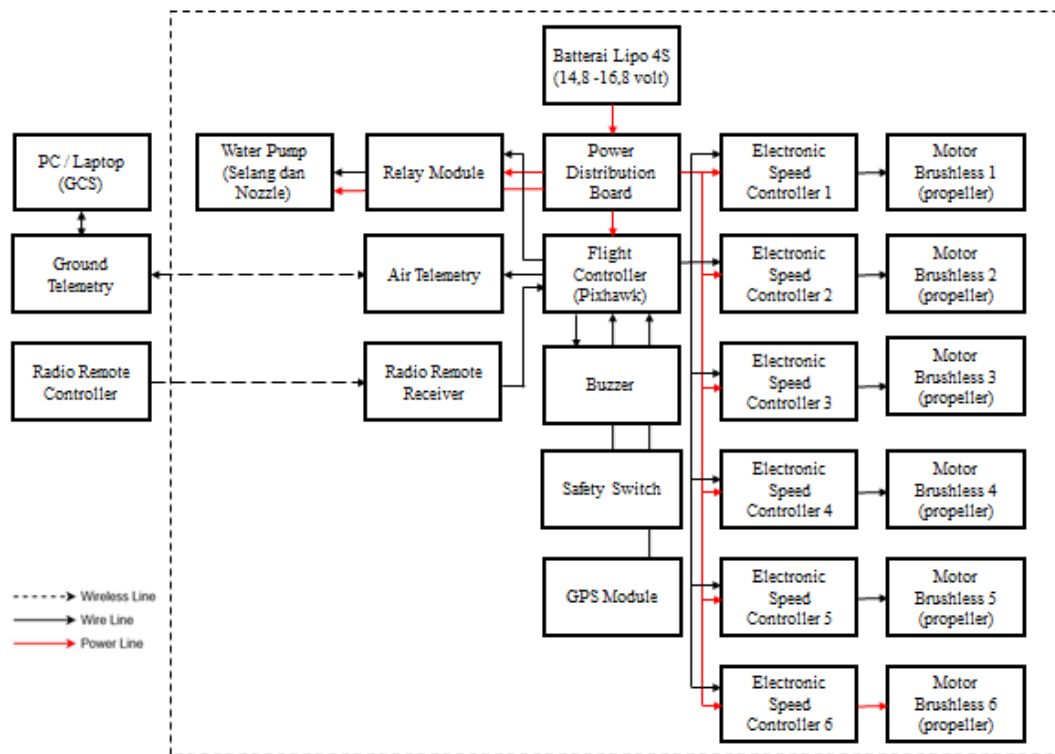 Batterai Lipo 4S
(14,8 -16,8 volt)
PC / Laptop
(GCS)
Water Pump
(Selang dan
Nozzle)
Relay Module
Power
Distribution
Board
Electronic
Speed
Controller 1
Motor
Brushless 1
(propeller)
Ground
Telemetry
Air Telemetry
Flight
Controller
(Pixhawk)
Electronic
Speed
Controller 2
Motor
Brushless 2
(propeller)
Radio Remote
Controller
Radio Remote
Receiver
Buzzer
Electronic
Speed
Controller 3
Motor
Brushless 3
(propeller)
Safety Switch
Electronic
Speed
Controller 4
Motor
Brushless 4
(propeller)
GPS Module
Electronic
Speed
Controller 5
Motor
Brushless 5
(propeller)
Electronic
Speed
Controller 6
Motor
Brushless 6
(propeller)
Wireless Line
Wire Line
Power Line